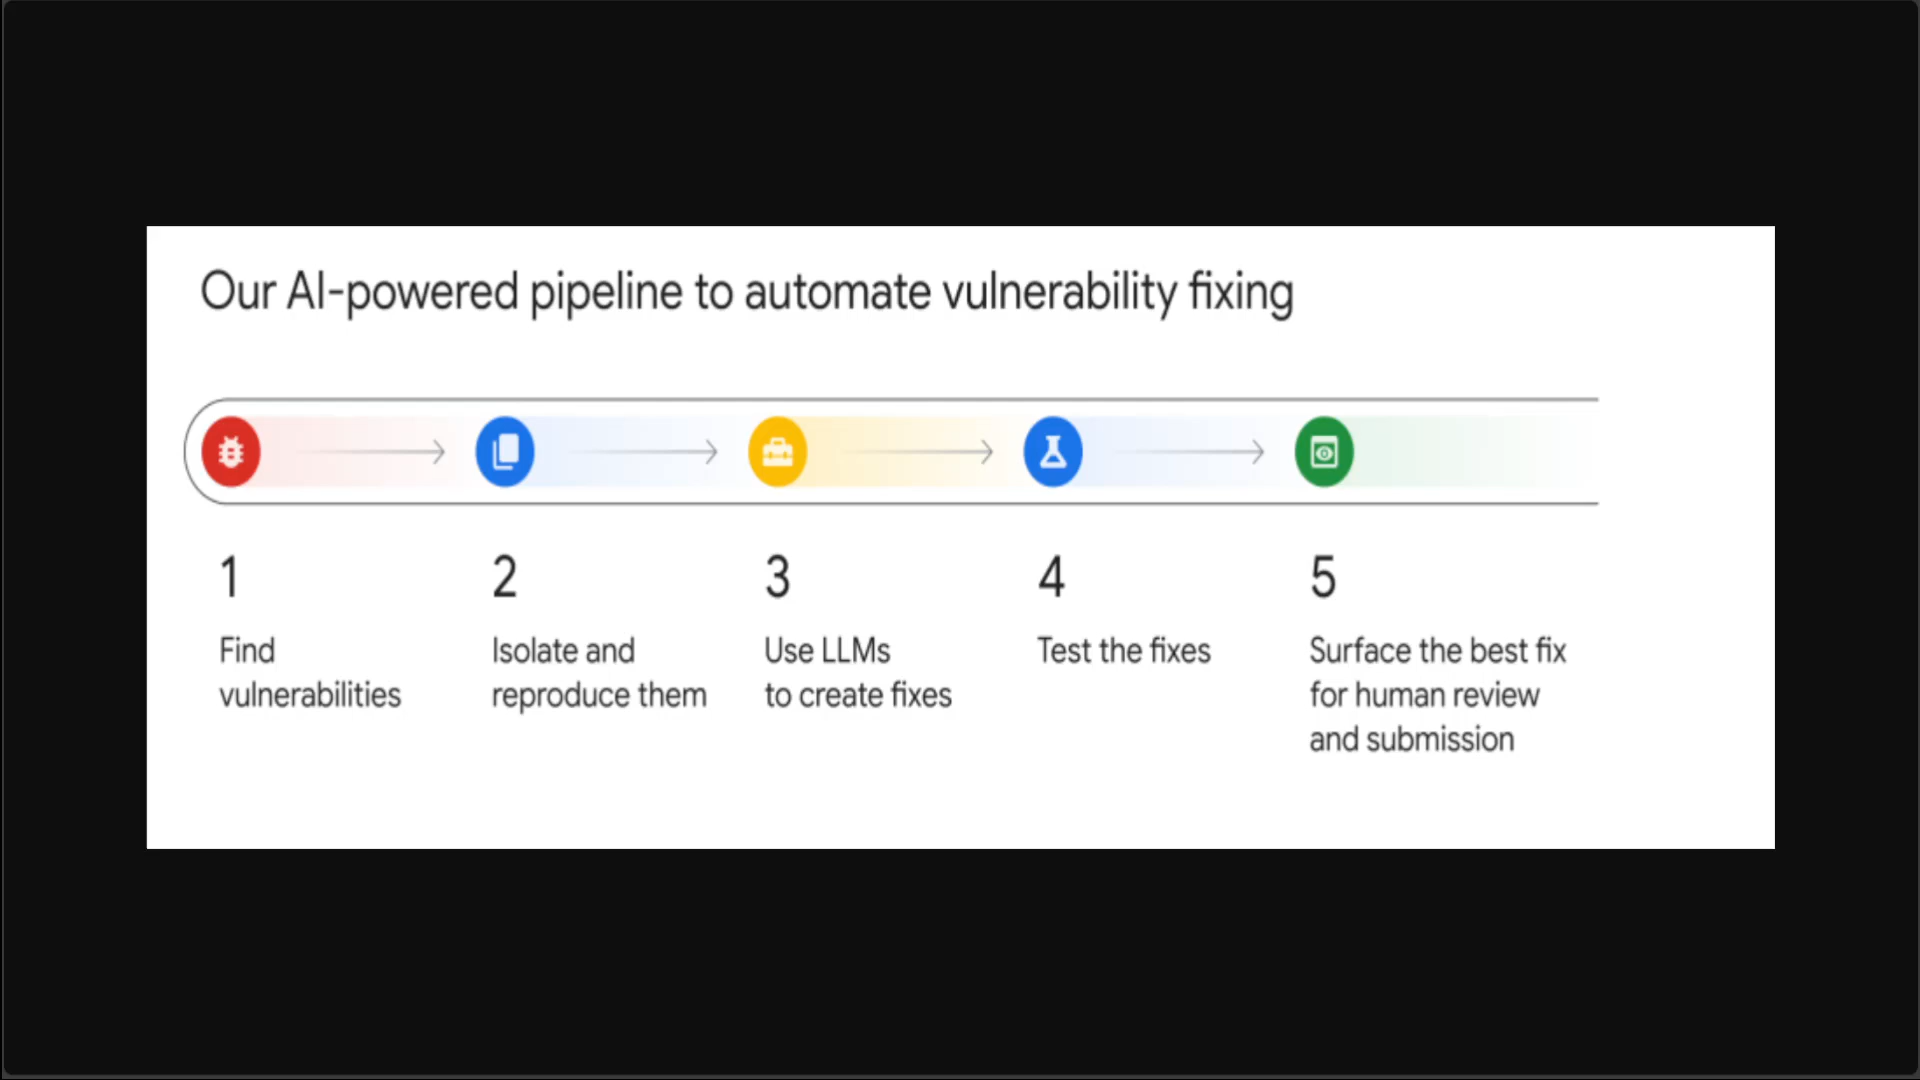 Our AI-powered pipeline to automate vulnerability fixing
1
Find
vulnerabilities
2
Isolate and
reproduce them
3
Use LLMs
to create fixes
4
Test the fixes
5
Surface the best fix
for human review
and submission